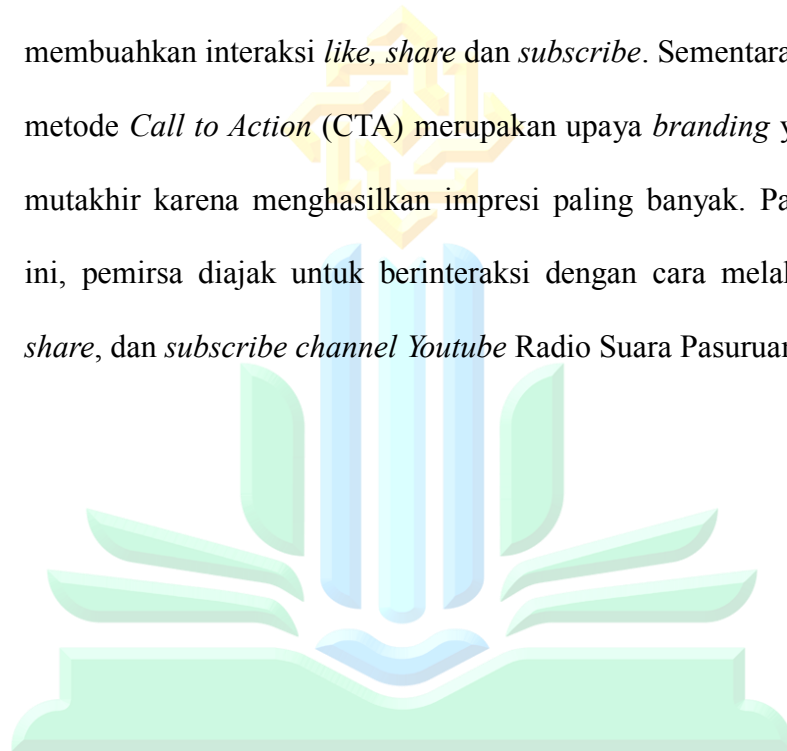 membuahkan interaksi like, share dan subscribe. Sementara
metode Call to Action (CTA) merupakan upaya branding
mutakhir karena menghasilkan impresi paling banyak.
ini, pemirsa diajak untuk berinteraksi dengan cara
share, dan subscribe channel Youtube Radio Suara Pasuruan